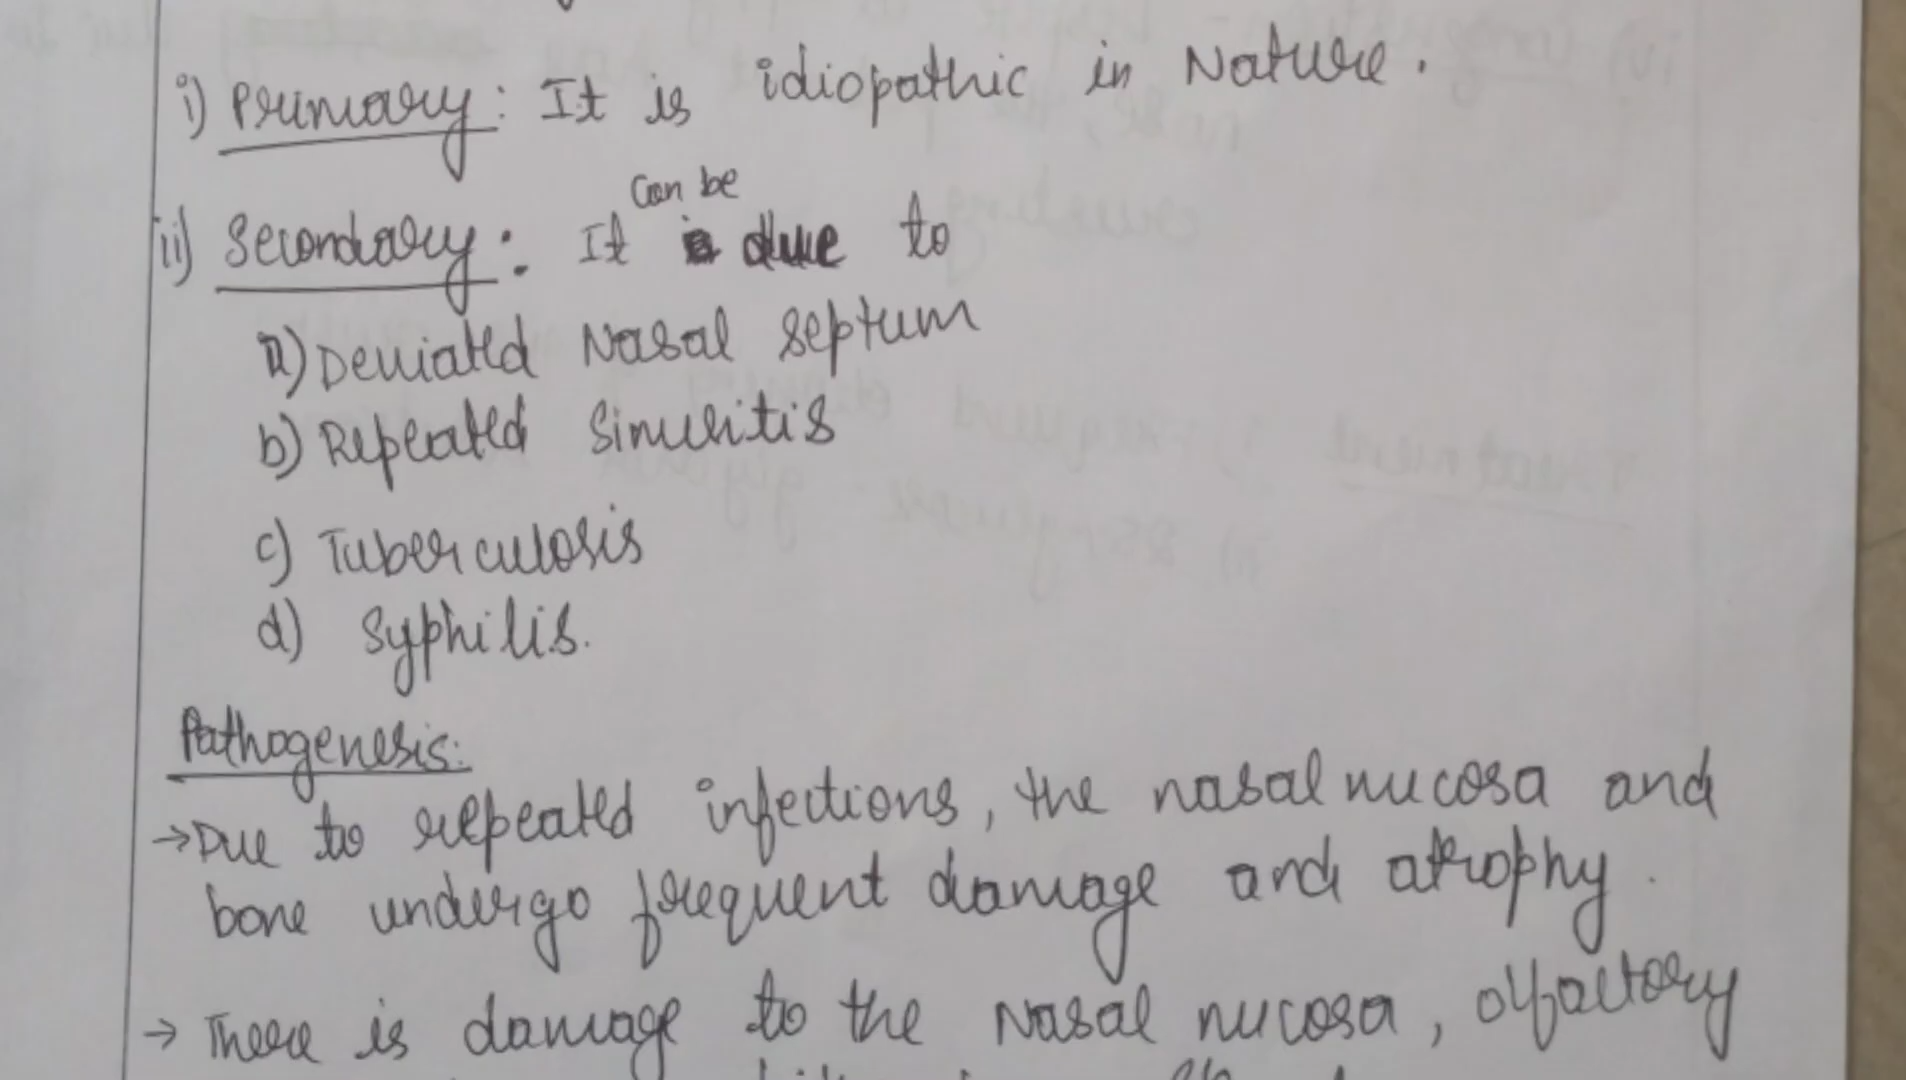 i) Primary: It is idiopathic in Nature.
ii) Secondary: It can be due to
a) Deviated Nasal Septum
b) Repeated Sinusitis
c) Tuberculosis
d) Syphilis.
Pathogenesis:
→ Due to repeated infections, the nasal mucosa and
bone undergo frequent damage and atrophy.
→ There is damage to the Nasal mucosa, olfactory